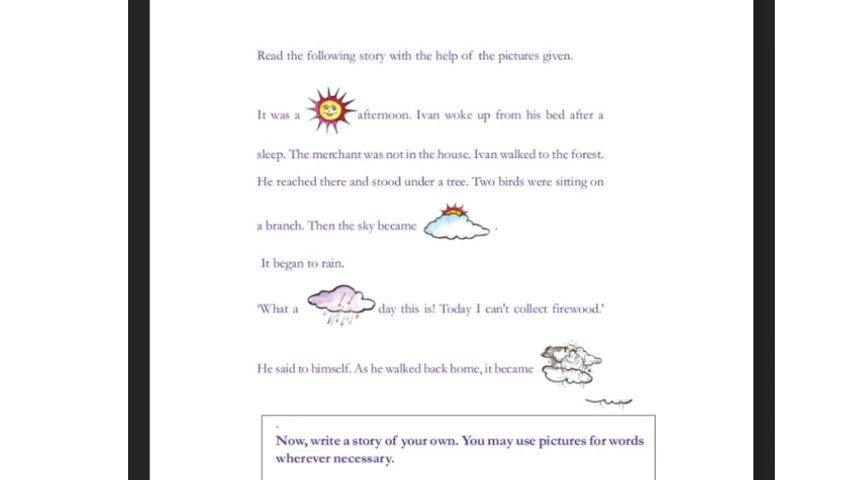 Read the following story with the help of the pictures given.
It was a afternoon. Ivan woke up from his bed after a
sleep. The merchant was not in the house. Ivan walked to the forest.
He reached there and stood under a tree. Two birds were sitting on
a branch. Then the sky became .
It began to rain.
'What a day this is! Today I can't collect firewood.'
He said to himself. As he walked back home, it became
.
Now, write a story of your own. You may use pictures for words
wherever necessary.